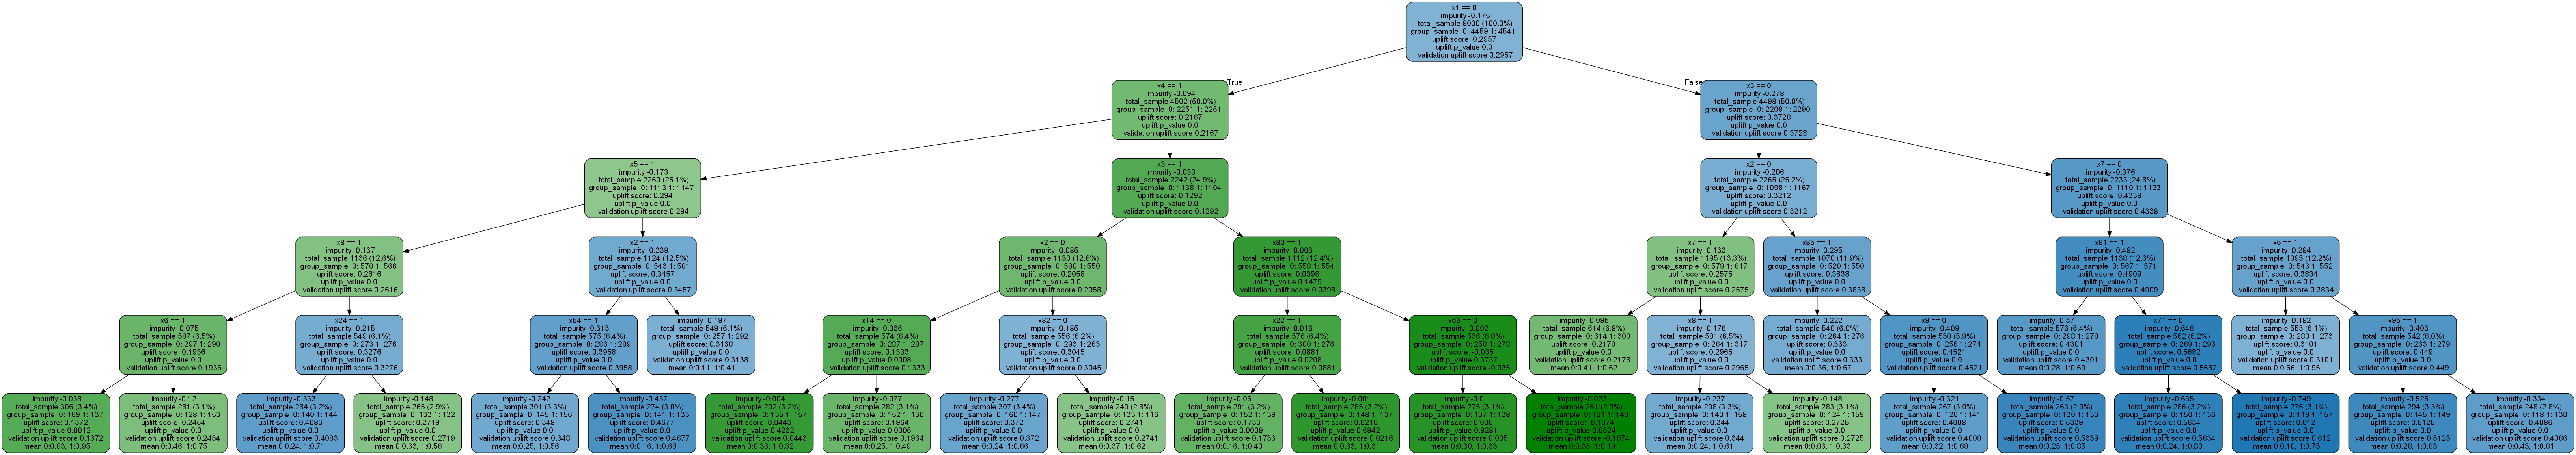 x1 == 0
impurity -0.175
total_sample 9000 (100.0%)
group_sample 0: 4459 1: 4541
uplift score: 0.2957
uplift p_value 0.0
validation uplift score 0.2957
True
False
x4 == 1
impurity -0.094
total_sample 4502 (50.0%)
group_sample 0: 2251 1: 2251
uplift score: 0.2167
uplift p_value 0.0
validation uplift score 0.2167
x3 == 0
impurity -0.278
total_sample 4498 (50.0%)
group_sample 0: 2208 1: 2290
uplift score: 0.3728
uplift p_value 0.0
validation uplift score 0.3728
x5 == 1
impurity -0.173
total_sample 2260 (25.1%)
group_sample 0: 1113 1: 1147
uplift score: 0.294
uplift p_value 0.0
validation uplift score 0.294
x3 == 1
impurity -0.033
total_sample 2242 (24.9%)
group_sample 0: 1138 1: 1104
uplift score: 0.1292
uplift p_value 0.0
validation uplift score 0.1292
x2 == 0
impurity -0.206
total_sample 2265 (25.2%)
group_sample 0: 1098 1: 1167
uplift score: 0.3212
uplift p_value 0.0
validation uplift score 0.3212
x7 == 0
impurity -0.376
total_sample 2233 (24.8%)
group_sample 0: 1110 1: 1123
uplift score: 0.4338
uplift p_value 0.0
validation uplift score 0.4338
x8 == 1
impurity -0.137
total_sample 1136 (12.6%)
group_sample 0: 570 1: 566
uplift score: 0.2616
uplift p_value 0.0
validation uplift score 0.2616
x2 == 1
impurity -0.239
total_sample 1124 (12.5%)
group_sample 0: 543 1: 581
uplift score: 0.3457
uplift p_value 0.0
validation uplift score 0.3457
x2 == 0
impurity -0.085
total_sample 1130 (12.6%)
group_sample 0: 580 1: 550
uplift score: 0.2058
uplift p_value 0.0
validation uplift score 0.2058
x80 == 1
impurity -0.003
total_sample 1112 (12.4%)
group_sample 0: 558 1: 554
uplift score: 0.0398
uplift p_value 0.1479
validation uplift score 0.0398
x7 == 1
impurity -0.133
total_sample 1195 (13.3%)
group_sample 0: 578 1: 617
uplift score: 0.2575
uplift p_value 0.0
validation uplift score 0.2575
x85 == 1
impurity -0.295
total_sample 1070 (11.9%)
group_sample 0: 520 1: 550
uplift score: 0.3838
uplift p_value 0.0
validation uplift score 0.3838
x91 == 1
impurity -0.482
total_sample 1138 (12.6%)
group_sample 0: 567 1: 571
uplift score: 0.4909
uplift p_value 0.0
validation uplift score 0.4909
x5 == 1
impurity -0.294
total_sample 1095 (12.2%)
group_sample 0: 543 1: 552
uplift score: 0.3834
uplift p_value 0.0
validation uplift score 0.3834
x6 == 1
impurity -0.075
total_sample 587 (6.5%)
group_sample 0: 297 1: 290
uplift score: 0.1936
uplift p_value 0.0
validation uplift score 0.1936
x24 == 1
impurity -0.215
total_sample 549 (6.1%)
group_sample 0: 273 1: 276
uplift score: 0.3276
uplift p_value 0.0
validation uplift score 0.3276
x54 == 1
impurity -0.313
total_sample 575 (6.4%)
group_sample 0: 286 1: 289
uplift score: 0.3958
uplift p_value 0.0
validation uplift score 0.3958
impurity -0.197
total_sample 549 (6.1%)
group_sample 0: 257 1: 292
uplift score: 0.3138
uplift p_value 0.0
validation uplift score 0.3138
mean 0:0.11, 1:0.41
x14 == 0
impurity -0.036
total_sample 574 (6.4%)
group_sample 0: 287 1: 287
uplift score: 0.1333
uplift p_value 0.0008
validation uplift score 0.1333
x82 == 0
impurity -0.185
total_sample 556 (6.2%)
group_sample 0: 293 1: 263
uplift score: 0.3045
uplift p_value 0.0
validation uplift score 0.3045
x22 == 1
impurity -0.016
total_sample 576 (6.4%)
group_sample 0: 300 1: 276
uplift score: 0.0881
uplift p_value 0.0208
validation uplift score 0.0881
x66 == 0
impurity -0.002
total_sample 536 (6.0%)
group_sample 0: 258 1: 278
uplift score: -0.035
uplift p_value 0.3737
validation uplift score -0.035
impurity -0.095
total_sample 614 (6.8%)
group_sample 0: 314 1: 300
uplift score: 0.2178
uplift p_value 0.0
validation uplift score 0.2178
mean 0:0.41, 1:0.62
x8 == 1
impurity -0.176
total_sample 581 (6.5%)
group_sample 0: 264 1: 317
uplift score: 0.2965
uplift p_value 0.0
validation uplift score 0.2965
impurity -0.222
total_sample 540 (6.0%)
group_sample 0: 264 1: 276
uplift score: 0.333
uplift p_value 0.0
validation uplift score 0.333
mean 0:0.36, 1:0.67
x9 == 0
impurity -0.409
total_sample 530 (5.9%)
group_sample 0: 256 1: 274
uplift score: 0.4521
uplift p_value 0.0
validation uplift score 0.4521
impurity -0.37
total_sample 576 (6.4%)
group_sample 0: 298 1: 278
uplift score: 0.4301
uplift p_value 0.0
validation uplift score 0.4301
mean 0:0.28, 1:0.69
x71 == 0
impurity -0.646
total_sample 562 (6.2%)
group_sample 0: 269 1: 293
uplift score: 0.5682
uplift p_value 0.0
validation uplift score 0.5682
impurity -0.192
total_sample 553 (6.1%)
group_sample 0: 280 1: 273
uplift score: 0.3101
uplift p_value 0.0
validation uplift score 0.3101
mean 0:0.66, 1:0.95
x95 == 1
impurity -0.403
total_sample 542 (6.0%)
group_sample 0: 263 1: 279
uplift score: 0.449
uplift p_value 0.0
validation uplift score 0.449
impurity -0.038
total_sample 306 (3.4%)
group_sample 0: 169 1: 137
uplift score: 0.1372
uplift p_value 0.0012
validation uplift score 0.1372
mean 0:0.83, 1:0.95
impurity -0.12
total_sample 281 (3.1%)
group_sample 0: 128 1: 153
uplift score: 0.2454
uplift p_value 0.0
validation uplift score 0.2454
mean 0:0.46, 1:0.75
impurity -0.333
total_sample 284 (3.2%)
group_sample 0: 140 1: 144
uplift score: 0.4083
uplift p_value 0.0
validation uplift score 0.4083
mean 0:0.24, 1:0.71
impurity -0.148
total_sample 265 (2.9%)
group_sample 0: 133 1: 132
uplift score: 0.2719
uplift p_value 0.0
validation uplift score 0.2719
mean 0:0.33, 1:0.56
impurity -0.242
total_sample 301 (3.3%)
group_sample 0: 145 1: 156
uplift score: 0.348
uplift p_value 0.0
validation uplift score 0.348
mean 0:0.25, 1:0.56
impurity -0.437
total_sample 274 (3.0%)
group_sample 0: 141 1: 133
uplift score: 0.4677
uplift p_value 0.0
validation uplift score 0.4677
mean 0:0.16, 1:0.68
impurity -0.004
total_sample 292 (3.2%)
group_sample 0: 135 1: 157
uplift score: 0.0443
uplift p_value 0.4232
validation uplift score 0.0443
mean 0:0.33, 1:0.32
impurity -0.077
total_sample 282 (3.1%)
group_sample 0: 152 1: 130
uplift score: 0.1964
uplift p_value 0.0005
validation uplift score 0.1964
mean 0:0.25, 1:0.49
impurity -0.277
total_sample 307 (3.4%)
group_sample 0: 160 1: 147
uplift score: 0.372
uplift p_value 0.0
validation uplift score 0.372
mean 0:0.24, 1:0.66
impurity -0.15
total_sample 249 (2.8%)
group_sample 0: 133 1: 116
uplift score: 0.2741
uplift p_value 0.0
validation uplift score 0.2741
mean 0:0.37, 1:0.62
impurity -0.06
total_sample 291 (3.2%)
group_sample 0: 152 1: 139
uplift score: 0.1733
uplift p_value 0.0009
validation uplift score 0.1733
mean 0:0.16, 1:0.40
impurity -0.001
total_sample 285 (3.2%)
group_sample 0: 148 1: 137
uplift score: 0.0216
uplift p_value 0.6942
validation uplift score 0.0216
mean 0:0.33, 1:0.31
impurity -0.0
total_sample 275 (3.1%)
group_sample 0: 137 1: 138
uplift score: 0.005
uplift p_value 0.9281
validation uplift score 0.005
mean 0:0.30, 1:0.33
impurity -0.023
total_sample 261 (2.9%)
group_sample 0: 121 1: 140
uplift score: -0.1074
uplift p_value 0.0524
validation uplift score -0.1074
mean 0:0.35, 1:0.19
impurity -0.237
total_sample 298 (3.3%)
group_sample 0: 140 1: 158
uplift score: 0.344
uplift p_value 0.0
validation uplift score 0.344
mean 0:0.24, 1:0.61
impurity -0.148
total_sample 283 (3.1%)
group_sample 0: 124 1: 159
uplift score: 0.2725
uplift p_value 0.0
validation uplift score 0.2725
mean 0:0.06, 1:0.33
impurity -0.321
total_sample 267 (3.0%)
group_sample 0: 126 1: 141
uplift score: 0.4008
uplift p_value 0.0
validation uplift score 0.4008
mean 0:0.32, 1:0.68
impurity -0.57
total_sample 263 (2.9%)
group_sample 0: 130 1: 133
uplift score: 0.5339
uplift p_value 0.0
validation uplift score 0.5339
mean 0:0.25, 1:0.85
impurity -0.635
total_sample 286 (3.2%)
group_sample 0: 150 1: 136
uplift score: 0.5634
uplift p_value 0.0
validation uplift score 0.5634
mean 0:0.24, 1:0.80
impurity -0.749
total_sample 276 (3.1%)
group_sample 0: 119 1: 157
uplift score: 0.612
uplift p_value 0.0
validation uplift score 0.612
mean 0:0.10, 1:0.75
impurity -0.525
total_sample 294 (3.3%)
group_sample 0: 145 1: 149
uplift score: 0.5125
uplift p_value 0.0
validation uplift score 0.5125
mean 0:0.28, 1:0.83
impurity -0.334
total_sample 248 (2.8%)
group_sample 0: 118 1: 130
uplift score: 0.4086
uplift p_value 0.0
validation uplift score 0.4086
mean 0:0.43, 1:0.81